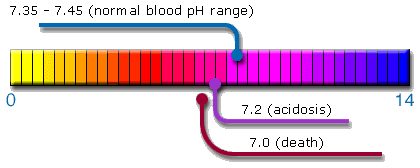 7.35 - 7.45 (normal blood pH range)
0 14
7.2 (acidosis)
7.0 (death)